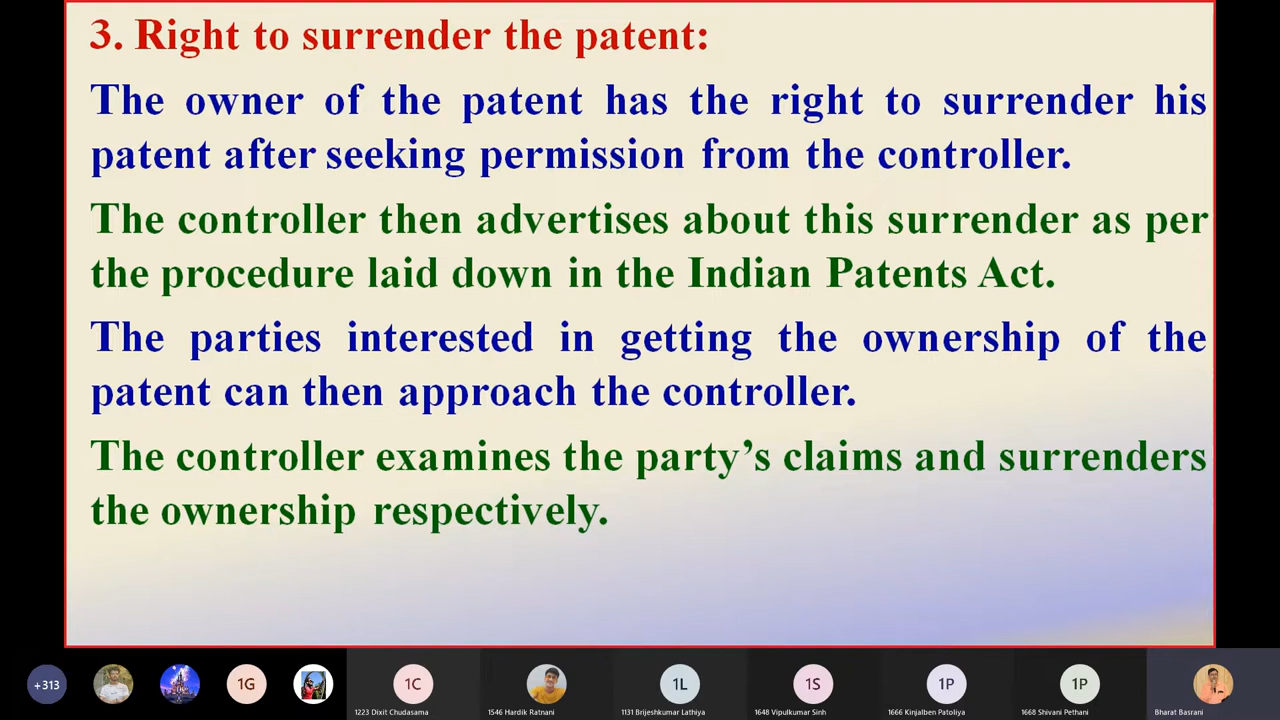 3. Right to surrender the patent:
The owner of the patent has the right to surrender his
patent after seeking permission from the controller.
The controller then advertises about this surrender as per
the procedure laid down in the Indian Patents Act.
The parties interested in getting the ownership of the
patent can then approach the controller.
The controller examines the party’s claims and surrenders
the ownership respectively.
+313
1G
1C
1L
1S
1P
1P
1223 Dixit Chudasama
1546 Hardik Ratnani
1131 Brijeshkumar Lathiya
1648 Vipulkumar Sinh
1666 Kinjalben Patoliya
1668 Shivani Pethani
Bharat Basrani